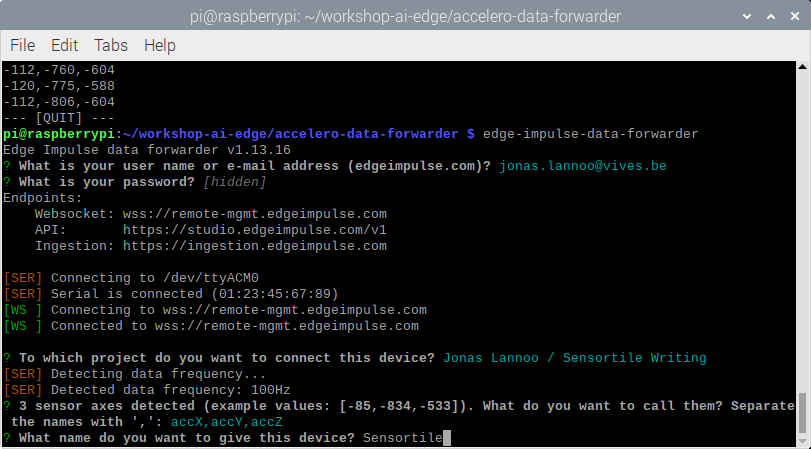 pi@raspberrypi: ~/workshop-ai-edge/accelero-data-forwarder
File Edit Tabs Help
-112,-760,-604
-120,-775,-588
-112,-806,-604
--- [QUIT] ---
pi@raspberrypi:~/workshop-ai-edge/accelero-data-forwarder $ edge-impulse-data-forwarder
Edge Impulse data forwarder v1.13.16
? What is your user name or e-mail address (edgeimpulse.com)? jonas.lannoo@vives.be
? What is your password? [hidden]
Endpoints:
    Websocket: wss://remote-mgmt.edgeimpulse.com
    API:       https://studio.edgeimpulse.com/v1
    Ingestion: https://ingestion.edgeimpulse.com
[SER] Connecting to /dev/ttyACM0
[SER] Serial is connected (01:23:45:67:89)
[WS ] Connecting to wss://remote-mgmt.edgeimpulse.com
[WS ] Connected to wss://remote-mgmt.edgeimpulse.com
? To which project do you want to connect this device? Jonas Lannoo / Sensortile Writing
[SER] Detecting data frequency...
[SER] Detected data frequency: 100Hz
? 3 sensor axes detected (example values: [-85,-834,-533]). What do you want to call them? Separate
 the names with ',': accX,accY,accZ
? What name do you want to give this device? Sensortile